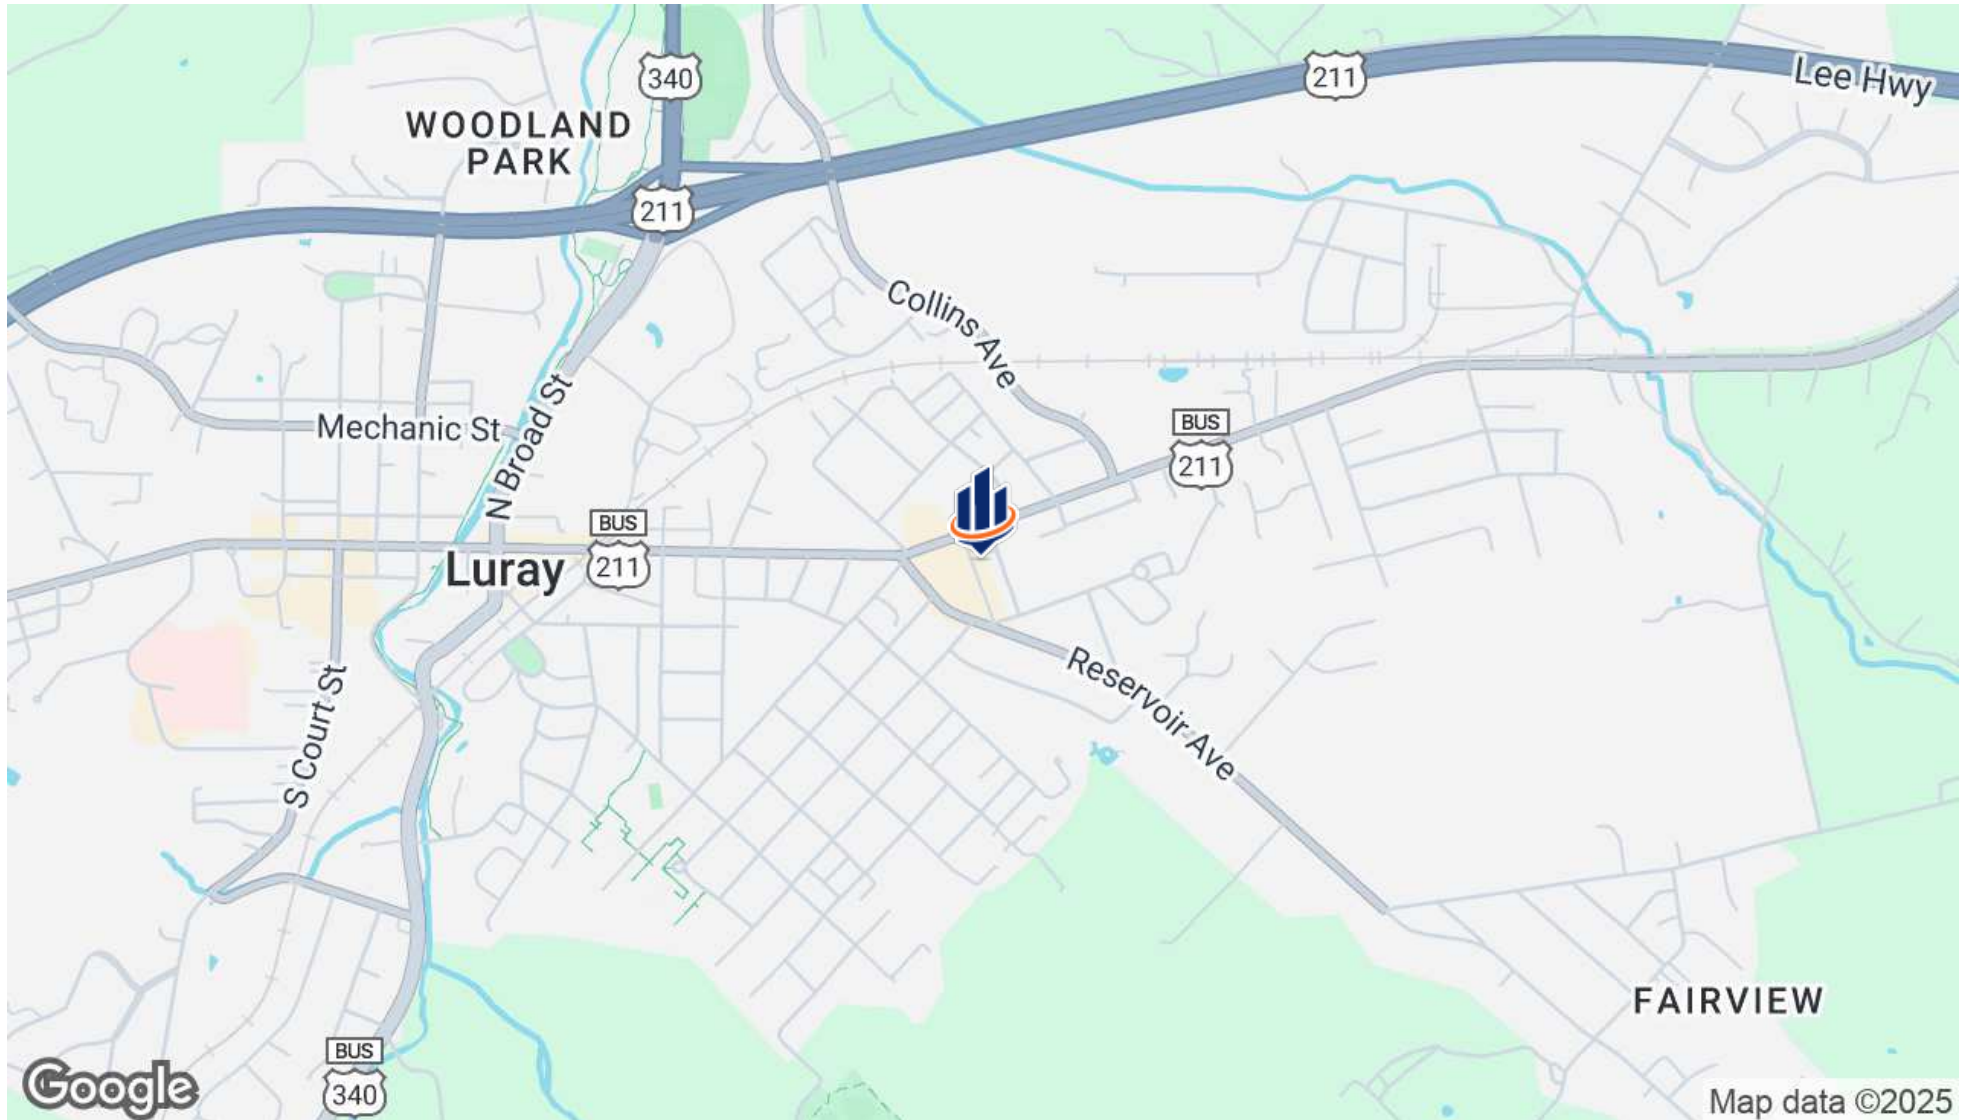 340
211
Lee Hwy
WOODLAND
PARK
211
Collins Ave
Mechanic St
N Broad St
BUS
211
BUS
211
Luray
Reservoir Ave
S Court St
FAIRVIEW
BUS
340
Google
Map data ©2025